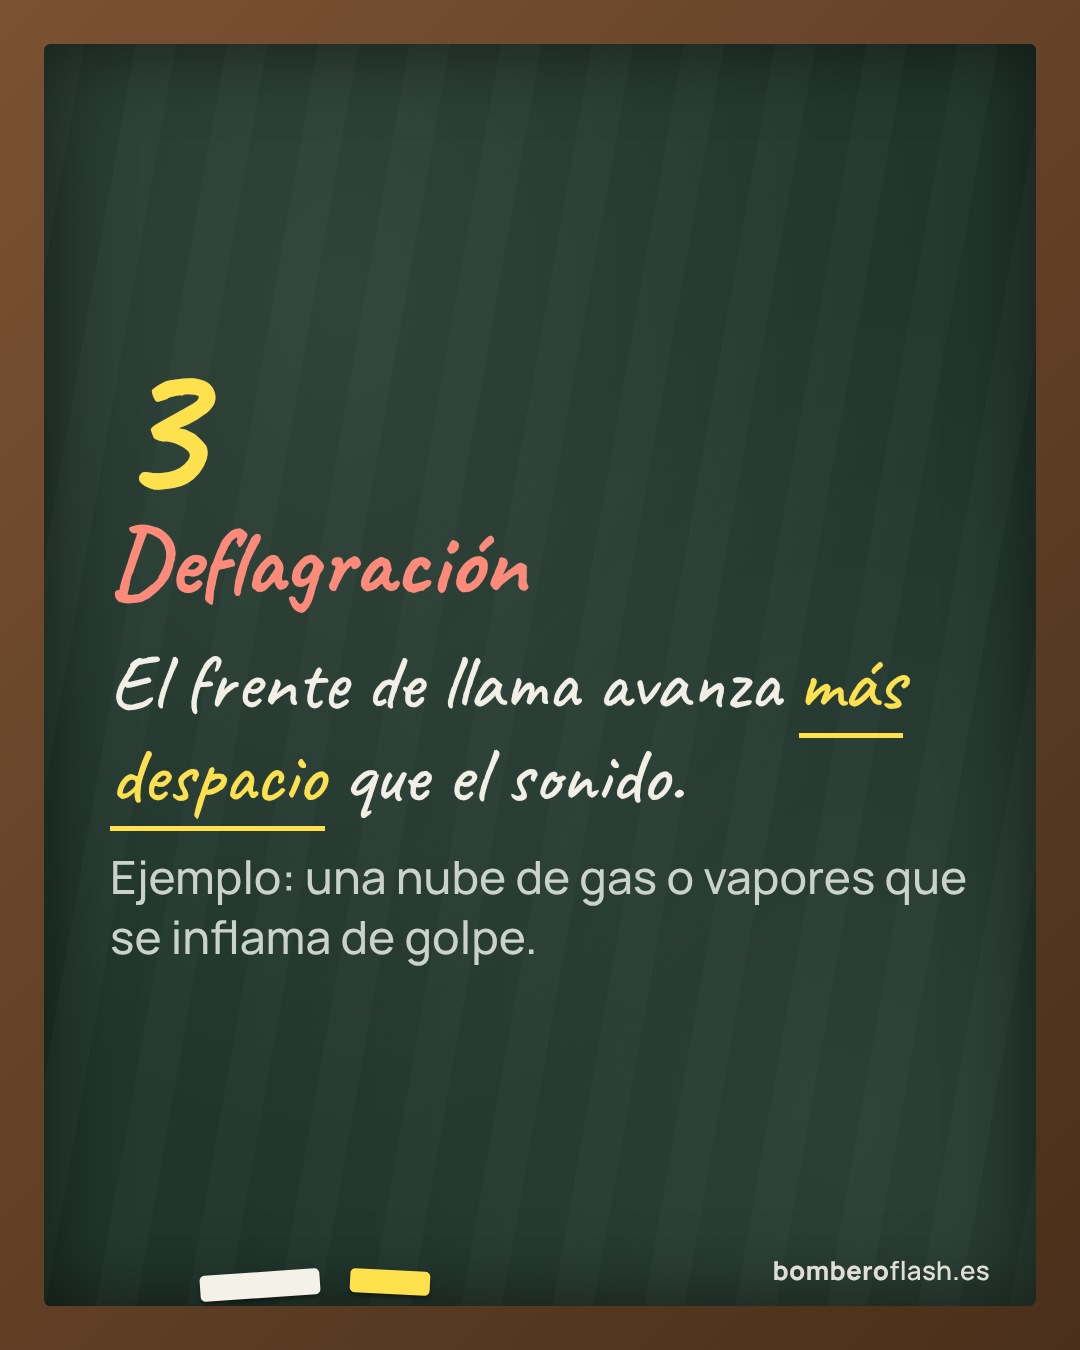 3
Deflagración
El frente de llama avanza más
despacio que el sonido.
Ejemplo: una nube de gas o vapores que
se inflama de golpe.
bomberoflash.es